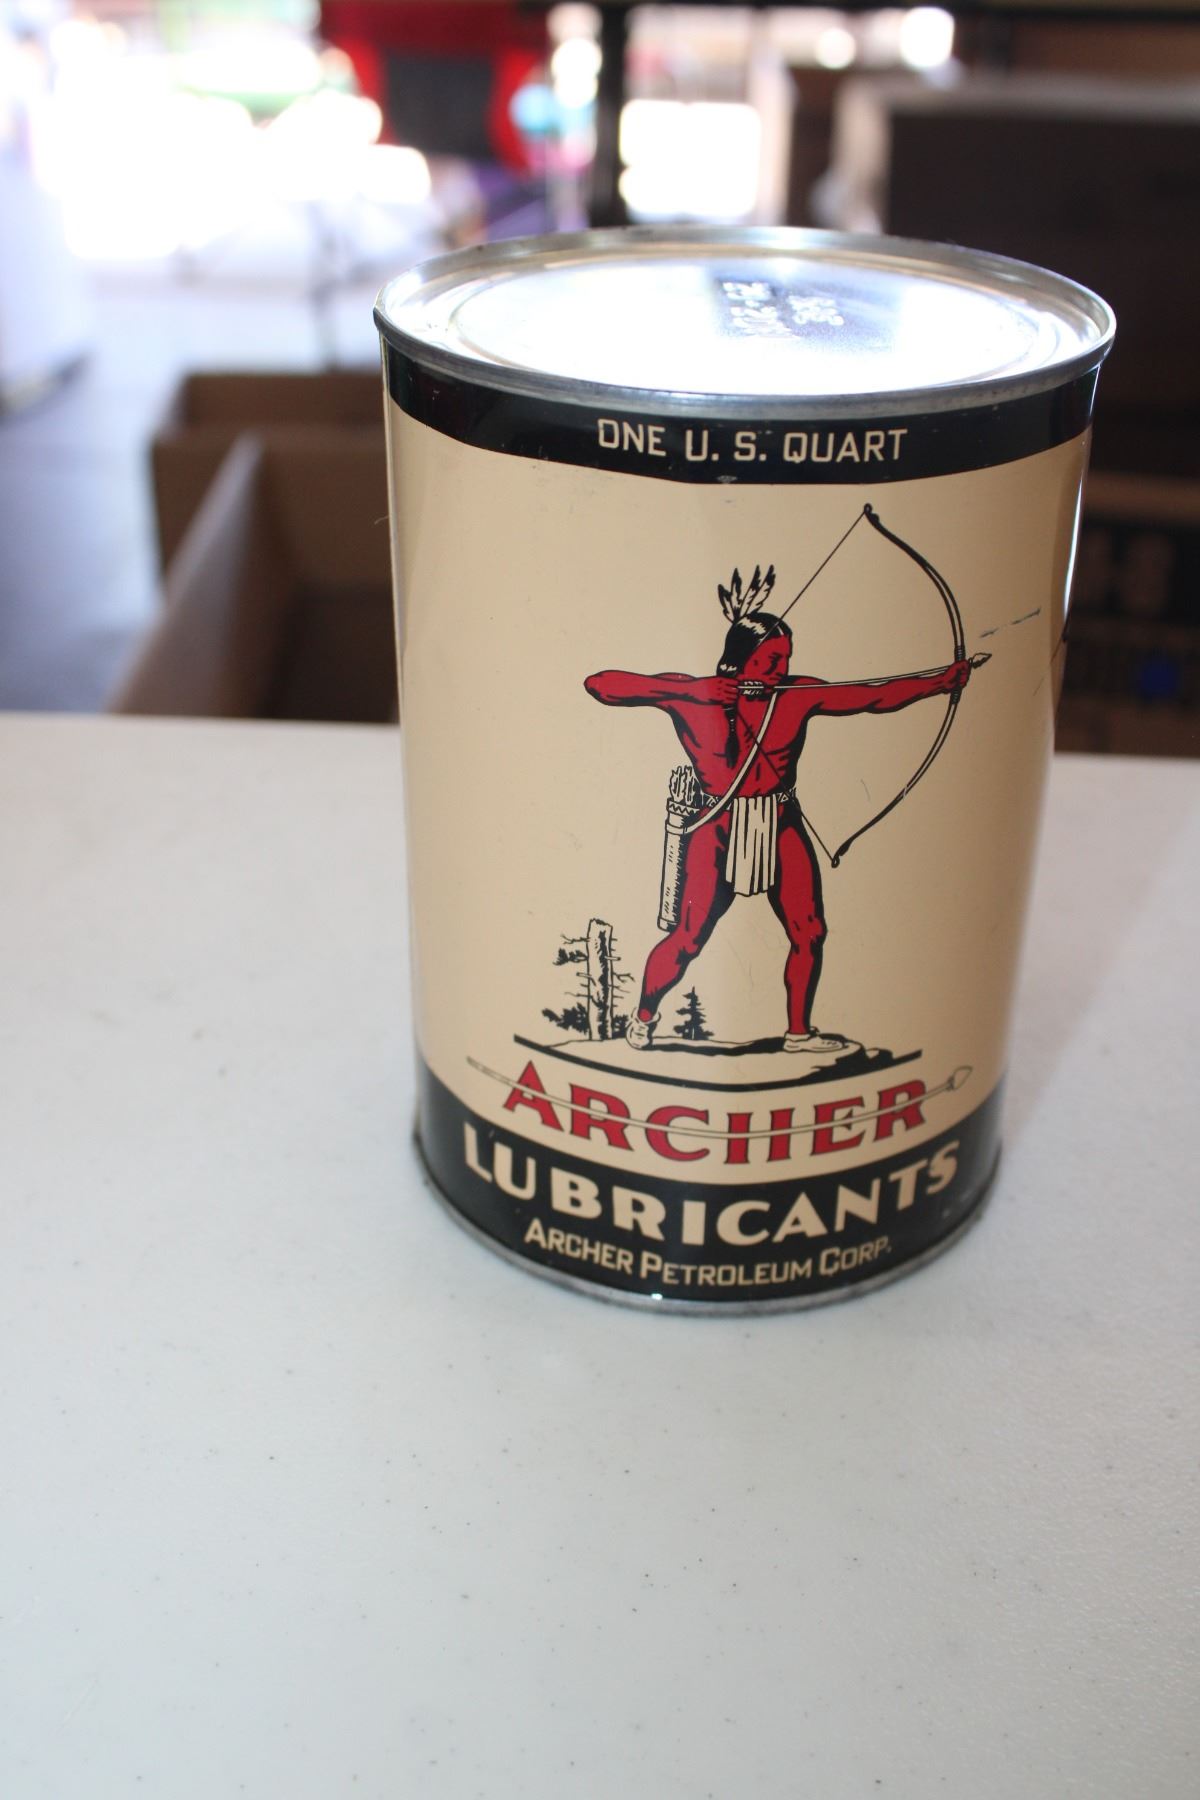 ONE U. S. QUART
ARCHER
LUBRICANTS
ARCHER PETROLEUM CORP.